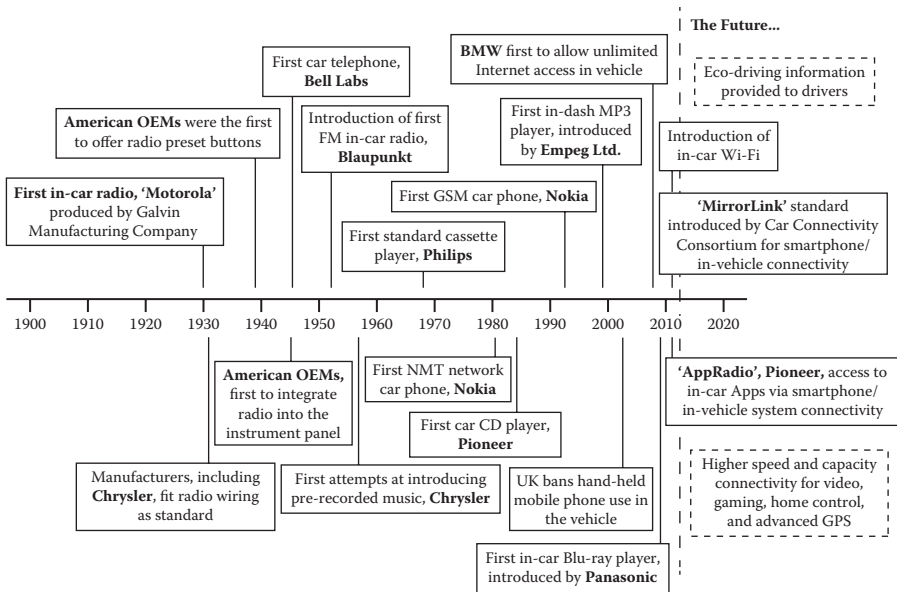 The Future...
First car telephone,
Bell Labs
BMW first to allow unlimited
Internet access in vehicle
Eco-driving information
provided to drivers
American OEMs were the first
to offer radio preset buttons
Introduction of first
FM in-car radio,
Blaupunkt
First in-dash MP3
player, introduced
by Empeg Ltd.
Introduction of
in-car Wi-Fi
First in-car radio, ‘Motorola’
produced by Galvin
Manufacturing Company
First GSM car phone, Nokia
‘MirrorLink’ standard
introduced by Car Connectivity
Consortium for smartphone/
in-vehicle connectivity
First standard cassette
player, Philips
1900 1910 1920 1930 1940 1950 1960 1970 1980 1990 2000 2010 2020
American OEMs,
first to integrate
radio into the
instrument panel
First NMT network
car phone, Nokia
‘AppRadio’, Pioneer, access to
in-car Apps via smartphone/
in-vehicle system connectivity
First car CD player,
Pioneer
Manufacturers, including
Chrysler, fit radio wiring
as standard
First attempts at introducing
pre-recorded music, Chrysler
UK bans hand-held
mobile phone use in
the vehicle
Higher speed and capacity
connectivity for video,
gaming, home control,
and advanced GPS
First in-car Blu-ray player,
introduced by Panasonic